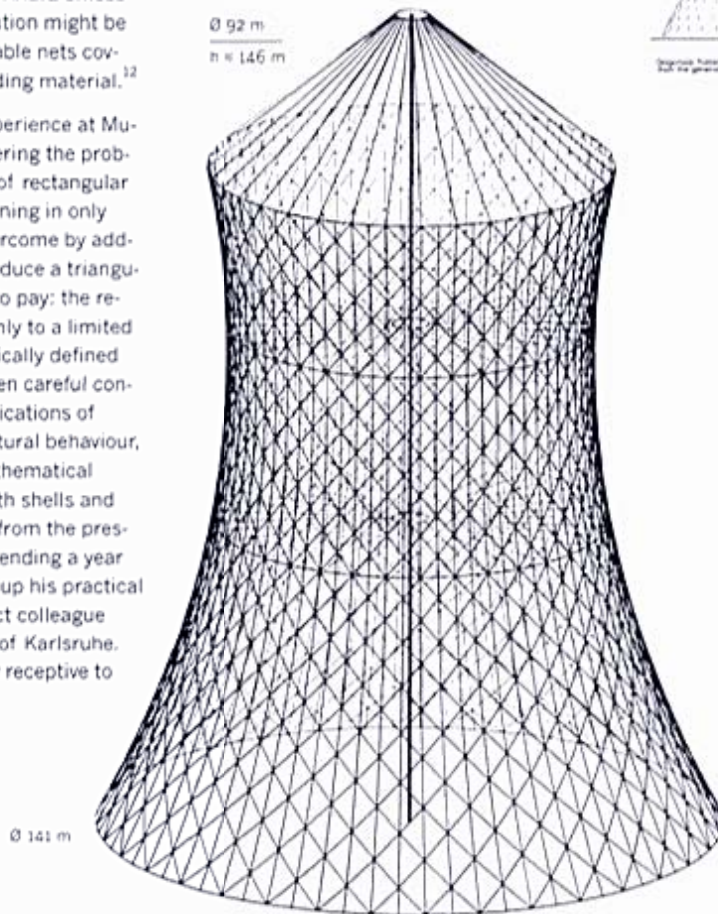 ution might be
able nets cov-
ding material.¹²
perience at Mu-
ering the prob-
of rectangular
ning in only
rcome by add-
duce a triangu-
o pay: the re-
nly to a limited
ically defined
en careful con-
ications of
tural behaviour,
thematical
th shells and
from the pres-
ending a year
up his practical
ct colleague
of Karlsruhe.
receptive to
Ø 92 m
h = 146 m
Ø 141 m